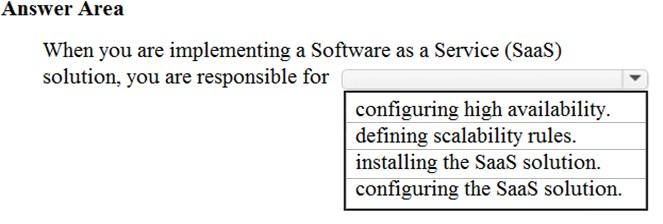 Answer Area
When you are implementing a Software as a Service (SaaS)
solution, you are responsible for
configuring high availability.
defining scalability rules.
installing the SaaS solution.
configuring the SaaS solution.